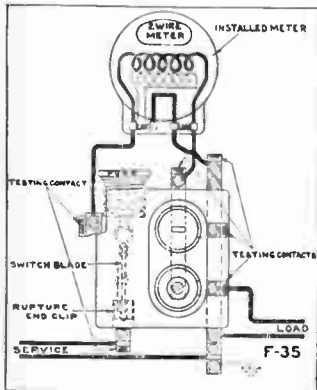 2 WIRE
METER
INSTALLED METER
TESTING CONTACT
TESTING CONTACTS
SWITCH BLADE
RUPTURE
END CLIP
LOAD
SERVICE
F-35